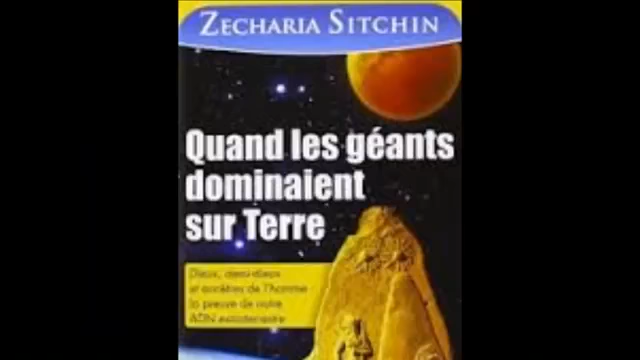 ZECHARIA SITCHIN
Quand les géants
dominaient
sur Terre
Dieux, demi-dieux
et ancêtres de l'homme
la preuve de notre
ADN extraterrestre